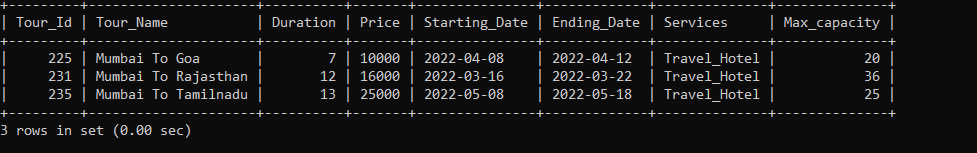 +---------+-------------------+----------+-------+---------------+-------------+--------------+--------------+
| Tour_Id | Tour_Name         | Duration | Price | Starting_Date | Ending_Date | Services     | Max_capacity |
+---------+-------------------+----------+-------+---------------+-------------+--------------+--------------+
|     225 | Mumbai To Goa     |        7 | 10000 | 2022-04-08    | 2022-04-12  | Travel_Hotel |           20 |
|     231 | Mumbai To Rajasthan |       12 | 16000 | 2022-03-16    | 2022-03-22  | Travel_Hotel |           36 |
|     235 | Mumbai To Tamilnadu |       13 | 25000 | 2022-05-08    | 2022-05-18  | Travel_Hotel |           25 |
+---------+-------------------+----------+-------+---------------+-------------+--------------+--------------+
3 rows in set (0.00 sec)